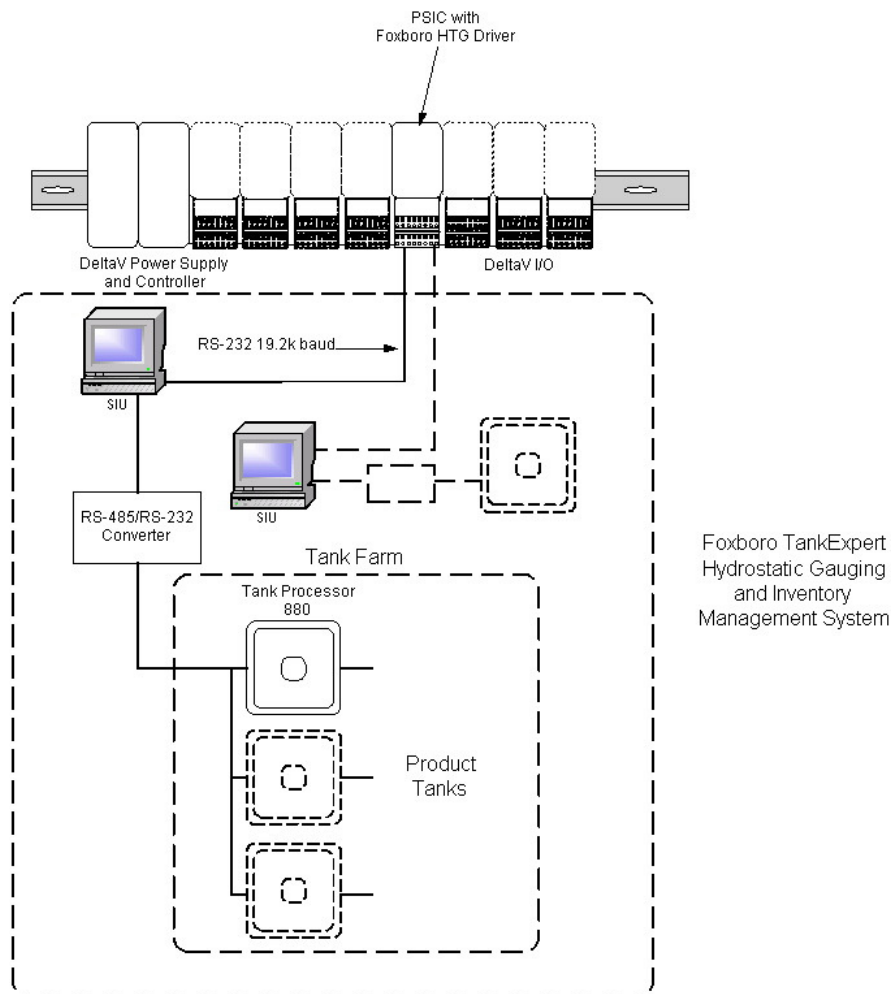 PSIC with
Foxboro HTG Driver
DeltaV Power Supply
and Controller
DeltaV I/O
RS-232 19.2k baud
SIU
SIU
RS-485/RS-232
Converter
Tank Farm
Tank Processor
880
Product
Tanks
Foxboro TankExpert
Hydrostatic Gauging
and Inventory
Management System